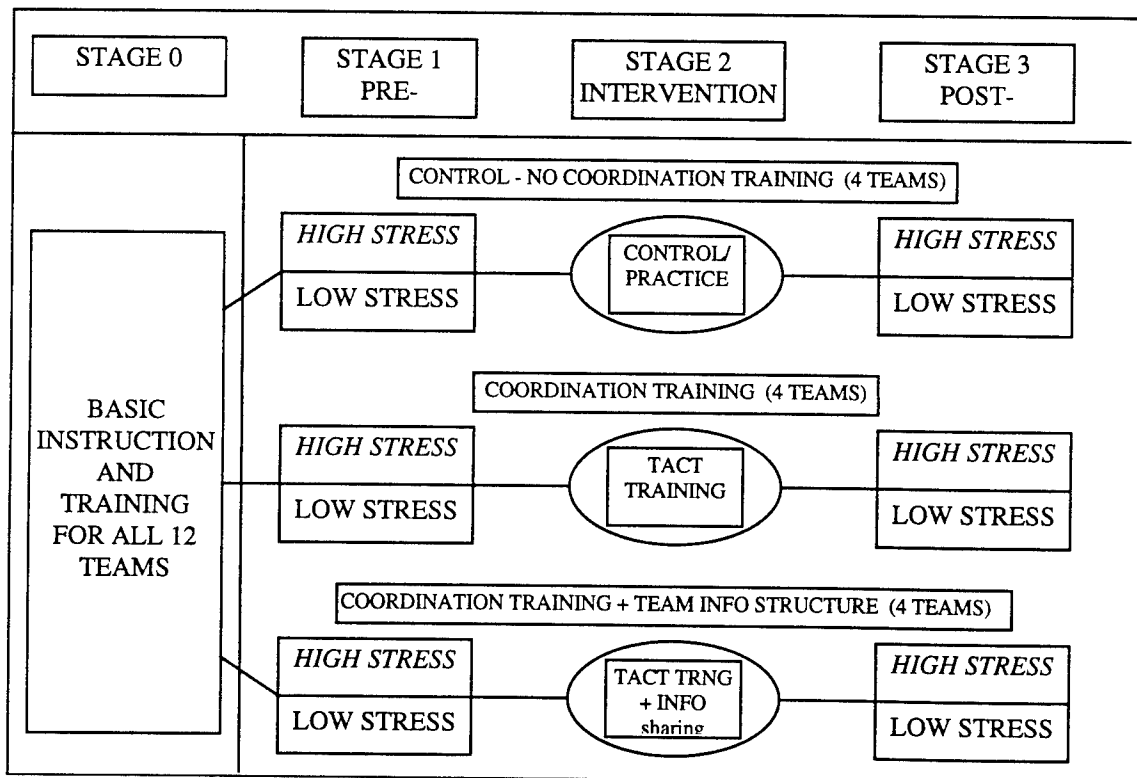 STAGE 0
STAGE 1
PRE-
STAGE 2
INTERVENTION
STAGE 3
POST-
BASIC
INSTRUCTION
AND
TRAINING
FOR ALL 12
TEAMS
CONTROL - NO COORDINATION TRAINING (4 TEAMS)
HIGH STRESS
LOW STRESS
CONTROL/
PRACTICE
HIGH STRESS
LOW STRESS
COORDINATION TRAINING (4 TEAMS)
HIGH STRESS
LOW STRESS
TACT
TRAINING
HIGH STRESS
LOW STRESS
COORDINATION TRAINING + TEAM INFO STRUCTURE (4 TEAMS)
HIGH STRESS
LOW STRESS
TACT TRNG
+ INFO
sharing
HIGH STRESS
LOW STRESS